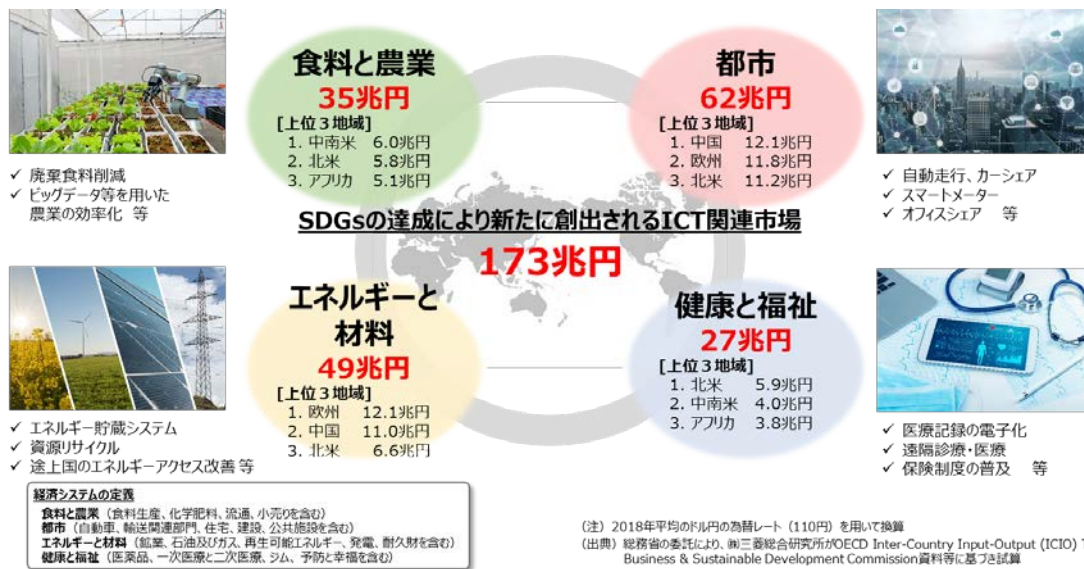 食料と農業
35兆円
[上位３地域]
1. 中南米 6.0兆円
2. 北米 5.8兆円
3. アフリカ 5.1兆円
✓ 廃棄食料削減
✓ ビッグデータ等を用いた
農業の効率化 等
都市
62兆円
[上位３地域]
1. 中国 12.1兆円
2. 欧州 11.8兆円
3. 北米 11.2兆円
✓ 自動走行、カーシェア
✓ スマートメーター
✓ オフィスシェア 等
SDGsの達成により新たに創出されるICT関連市場
173兆円
エネルギーと
材料
49兆円
[上位３地域]
1. 欧州 12.1兆円
2. 中国 11.0兆円
3. 北米 6.6兆円
✓ エネルギー貯蔵システム
✓ 資源リサイクル
✓ 途上国のエネルギーアクセス改善 等
健康と福祉
27兆円
[上位３地域]
1. 北米 5.9兆円
2. 中南米 4.0兆円
3. アフリカ 3.8兆円
✓ 医療記録の電子化
✓ 遠隔診療・医療
✓ 保険制度の普及 等
経済システムの定義
食料と農業（食料生産、化学肥料、流通、小売りを含む）
都市（自動車、輸送関連部門、住宅、建設、公共施設を含む）
エネルギーと材料（鉱業、石油及びガス、再生可能エネルギー、発電、耐久財を含む）
健康と福祉（医薬品、一次医療と二次医療、ジム、予防と幸福を含む）
（注）2018年平均のドル円の為替レート（110円）を用いて換算
（出典）総務省の委託により、㈱三菱総合研究所がOECD Inter-Country Input-Output (ICIO)
Business & Sustainable Development Commission資料等に基づき試算